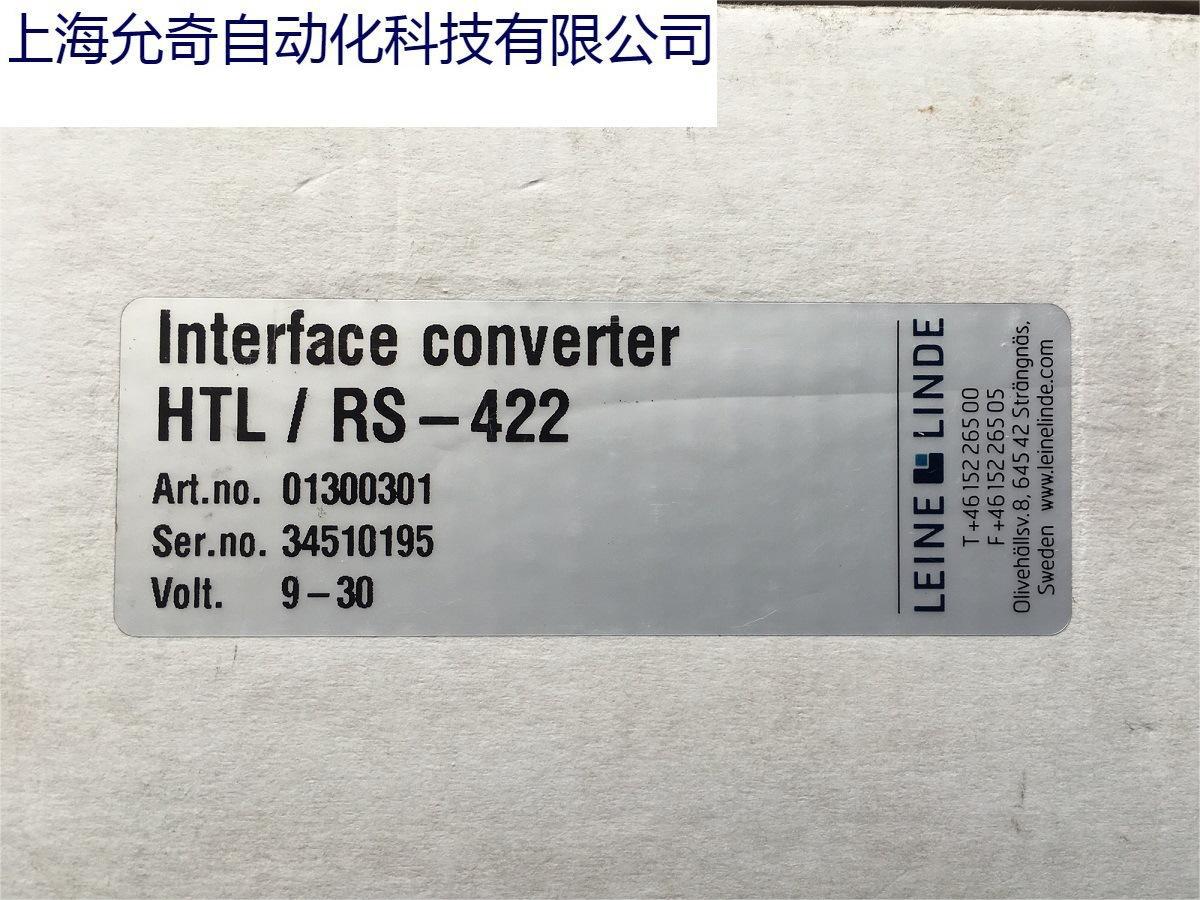 上海允奇自动化科技有限公司
Interface converter
HTL / RS-422
Art.no. 01300301
Ser.no. 34510195
Volt. 9-30
LEINE LINDE
T +46 152 265 00
F +46 152 265 05
Olivehällsv. 8, 645 42 Strängnäs,
Sweden www.leinelinde.com